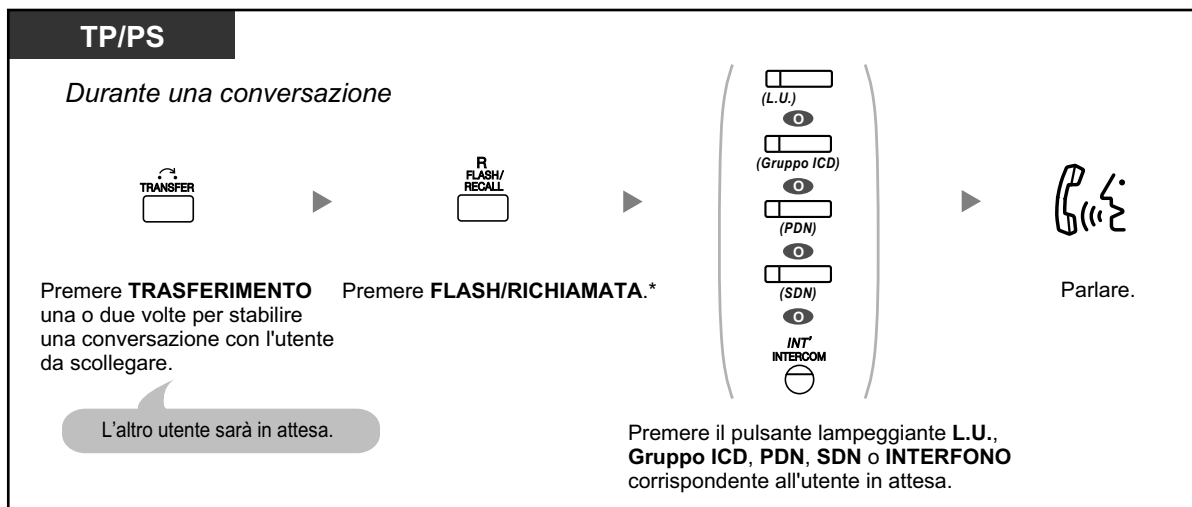 TP/PS
Durante una conversazione
TRANSFER
R
FLASH/
RECALL
(L.U.)
O
(Gruppo ICD)
O
(PDN)
O
(SDN)
O
INT'
INTERCOM
Premere TRASFERIMENTO
una o due volte per stabilire
una conversazione con l'utente
da scollegare.
L'altro utente sarà in attesa.
Premere FLASH/RICHIAMATA.*
Premere il pulsante lampeggiante L.U.,
Gruppo ICD, PDN, SDN o INTERFONO
corrispondente all'utente in attesa.
Parlare.